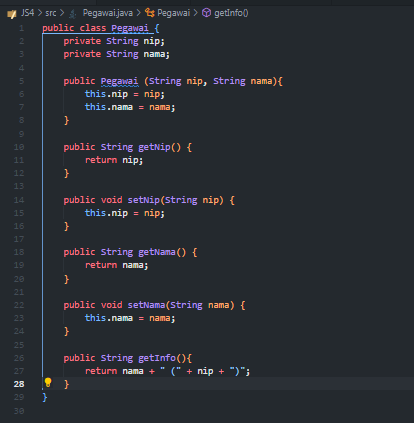 JS4 > src > Pegawai.java > Pegawai > getInfo()
1 public class Pegawai {
2 private String nip;
3 private String nama;
4
5 public Pegawai (String nip, String nama){
6 this.nip = nip;
7 this.nama = nama;
8 }
9
10 public String getNip() {
11 return nip;
12 }
13
14 public void setNip(String nip) {
15 this.nip = nip;
16 }
17
18 public String getNama() {
19 return nama;
20 }
21
22 public void setNama(String nama) {
23 this.nama = nama;
24 }
25
26 public String getInfo(){
27 return nama + " (" + nip + ")";
28 }
29 }
30